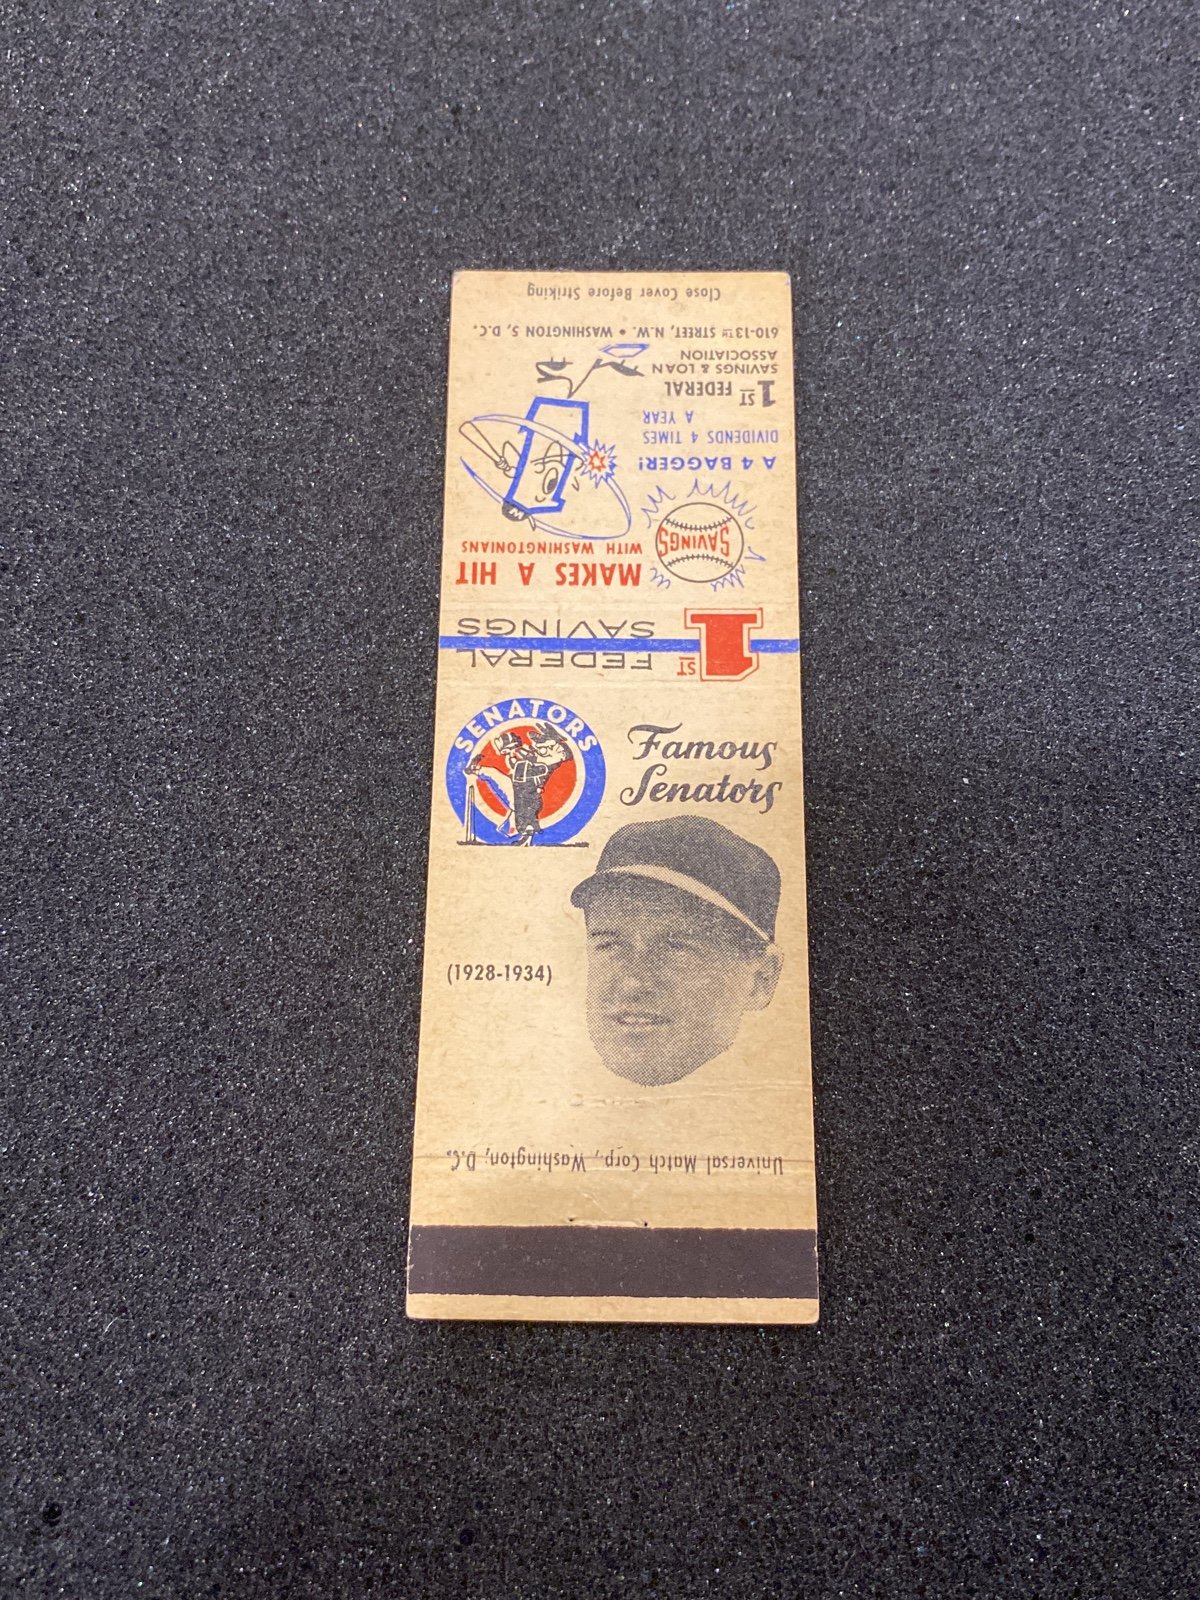 Close Cover Before Striking
610-13TH STREET, N.W. • WASHINGTON 5, D.C.
1ST FEDERAL
SAVINGS & LOAN
ASSOCIATION
A 4 BAGGER!
DIVIDENDS 4 TIMES
A YEAR
W
SAVINGS
MAKES A HIT
WITH WASHINGTONIANS
1ST FEDERAL
SAVINGS
SENATORS
Famous
Senators
(1928-1934)
Universal Match Corp., Washington, D.C.